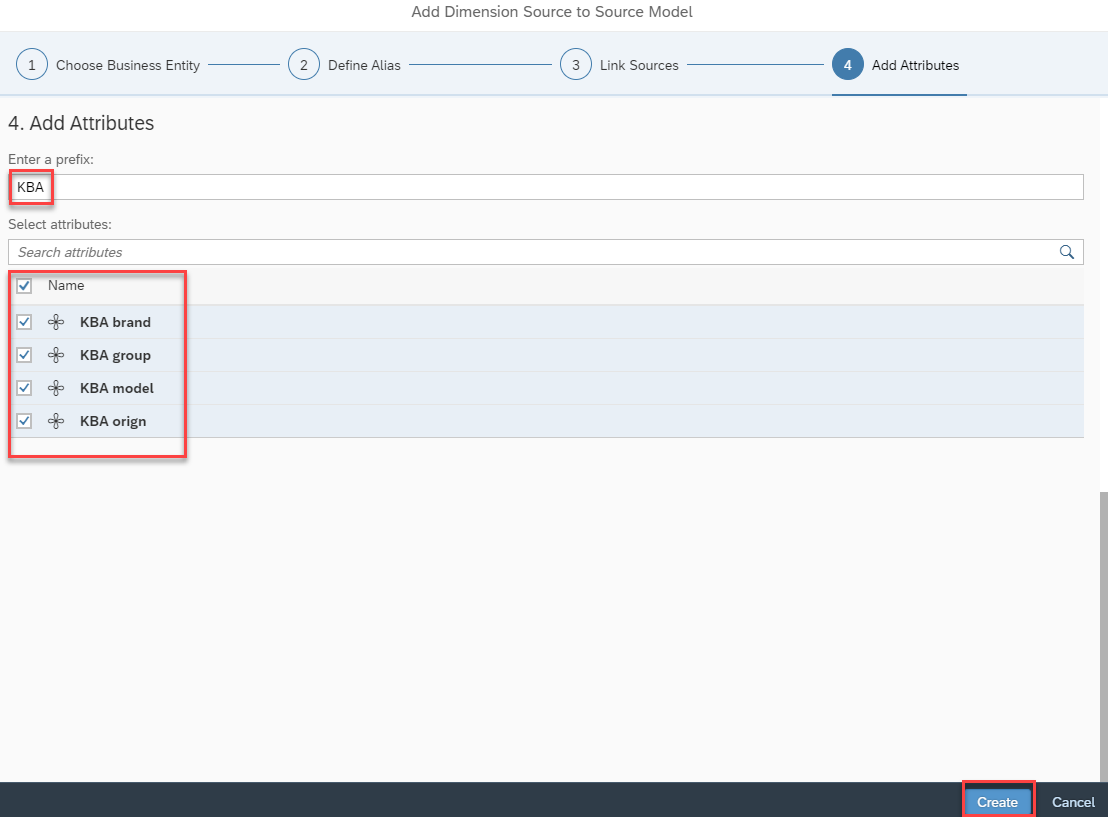 Add Dimension Source to Source Model
1 Choose Business Entity 2 Define Alias 3 Link Sources 4 Add Attributes
4. Add Attributes
Enter a prefix:
KBA
Select attributes:
Search attributes
Name
KBA brand
KBA group
KBA model
KBA orign
Create Cancel